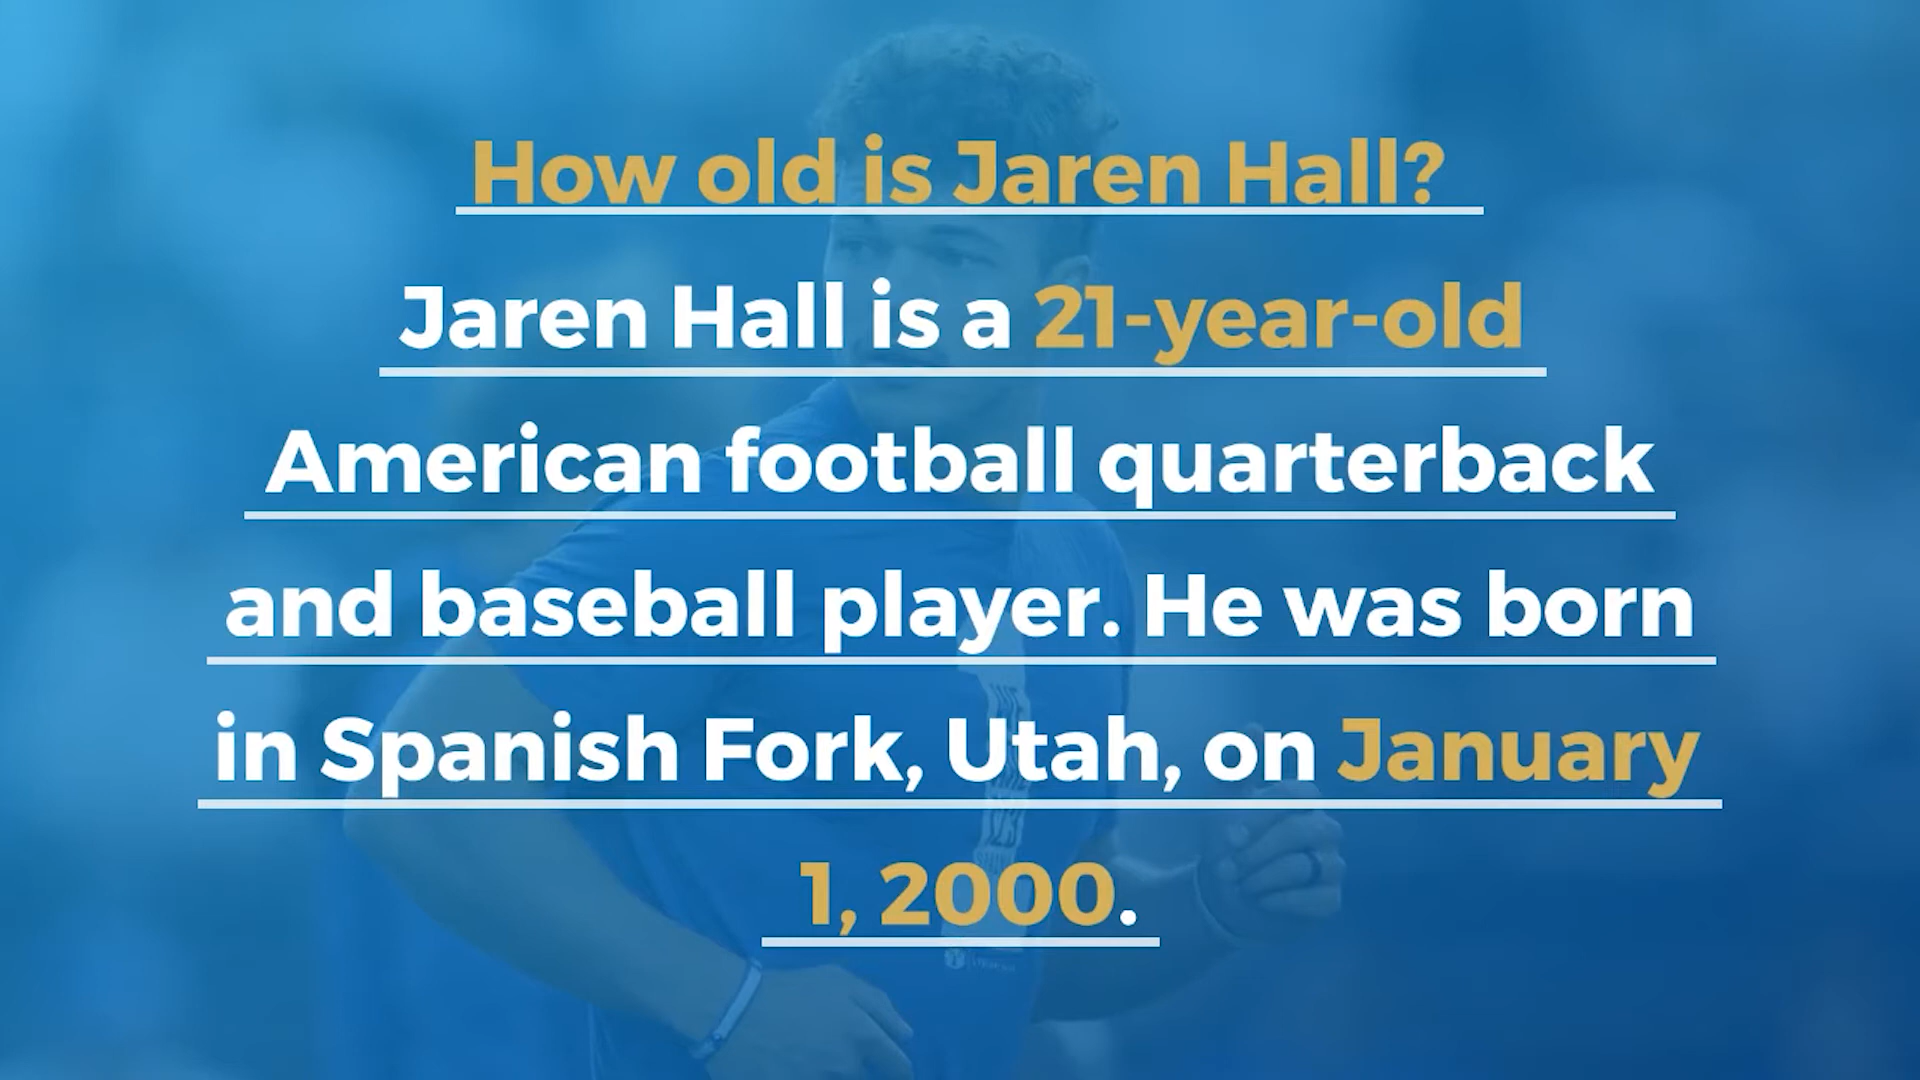 How old is Jaren Hall?
Jaren Hall is a 21-year-old
American football quarterback
and baseball player. He was born
in Spanish Fork, Utah, on January
1, 2000.